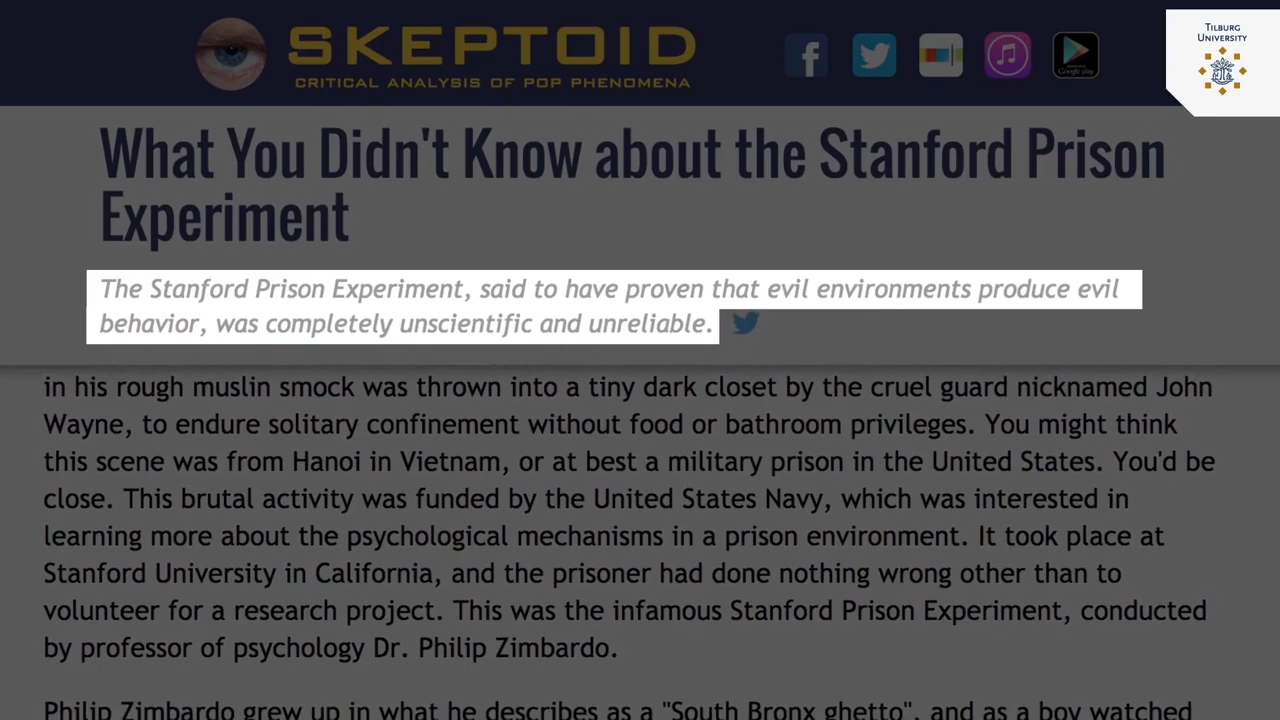 SKEPTOID
CRITICAL ANALYSIS OF POP PHENOMENA
Google play
TILBURG
UNIVERSITY
What You Didn't Know about the Stanford Prison
Experiment
The Stanford Prison Experiment, said to have proven that evil environments produce evil
behavior, was completely unscientific and unreliable.
in his rough muslin smock was thrown into a tiny dark closet by the cruel guard nicknamed John
Wayne, to endure solitary confinement without food or bathroom privileges. You might think
this scene was from Hanoi in Vietnam, or at best a military prison in the United States. You'd be
close. This brutal activity was funded by the United States Navy, which was interested in
learning more about the psychological mechanisms in a prison environment. It took place at
Stanford University in California, and the prisoner had done nothing wrong other than to
volunteer for a research project. This was the infamous Stanford Prison Experiment, conducted
by professor of psychology Dr. Philip Zimbardo.
Philip Zimbardo grew up in what he describes as a "South Bronx ghetto", and as a boy watched